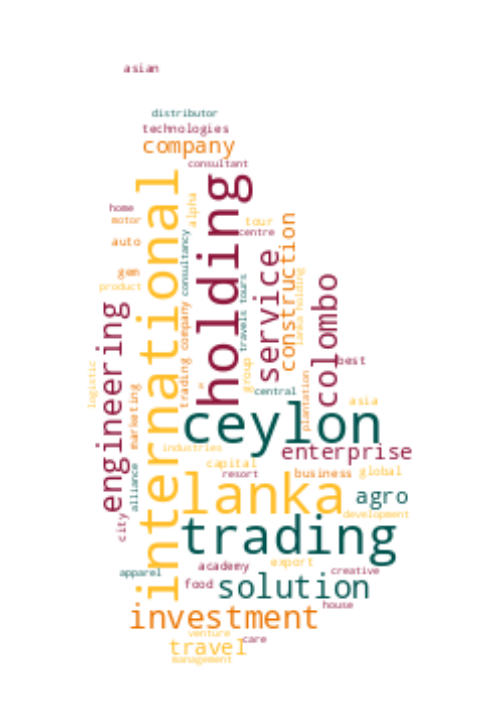 asian
distributor
technologies
company
consultant
international
holding
alpha
home
motor
tour
centre
auto
consultancy
service
construction
gem
product
travels tours
lanka holding
colombo
engineering
trading company
logistic
marketing
group
central
plantation
best
asia
ceylon
industries
enterprise
capital
resort
business
global
alliance
lanka
agro
city
development
trading
apparel
academy
export
creative
food
solution
house
investment
venture
care
travel
management